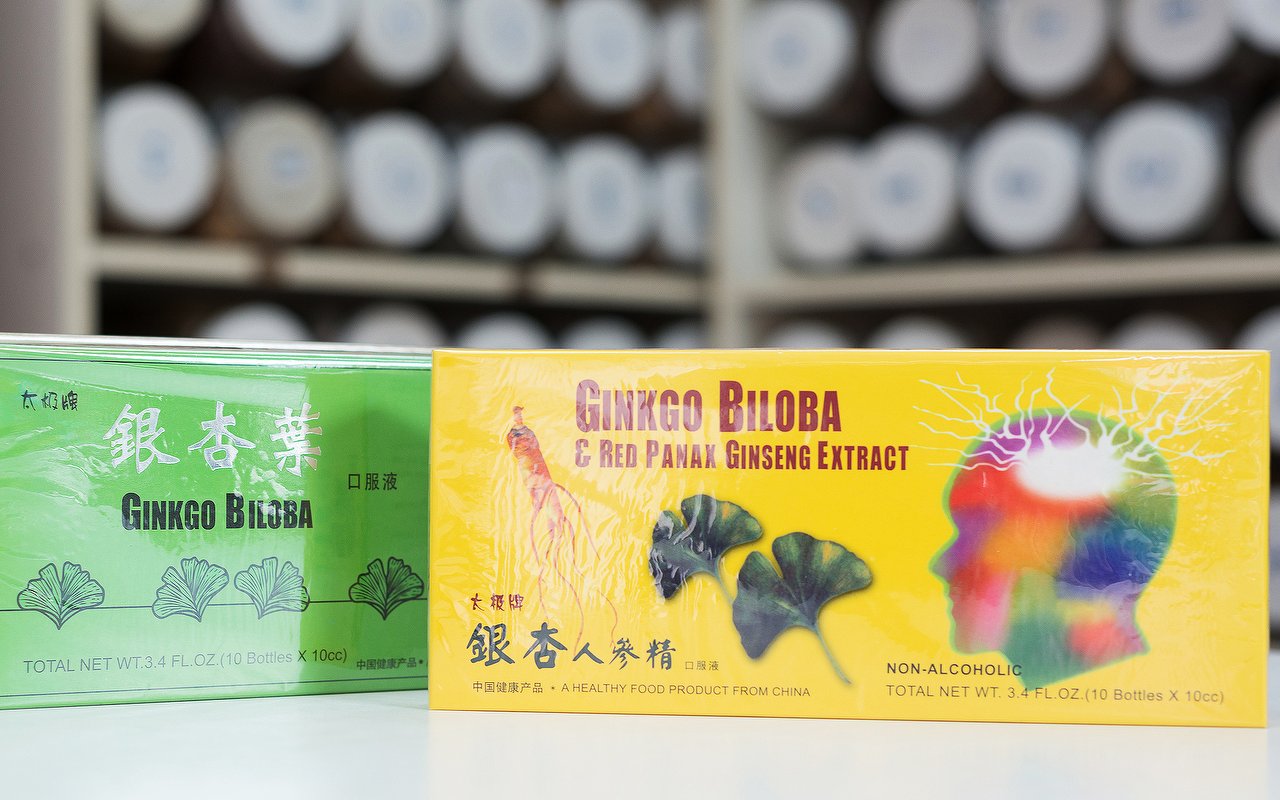 太极牌
銀杏葉
口服液
GINKGO BILOBA
TOTAL NET WT.3.4 FL.OZ.(10 Bottles X 10cc)
中国健康产品
GINKGO BILOBA
& RED PANAX GINSENG EXTRACT
太极牌
銀杏人參精
口服液
中国健康产品 * A HEALTHY FOOD PRODUCT FROM CHINA
NON-ALCOHOLIC
TOTAL NET WT. 3.4 FL.OZ.(10 Bottles X 10cc)